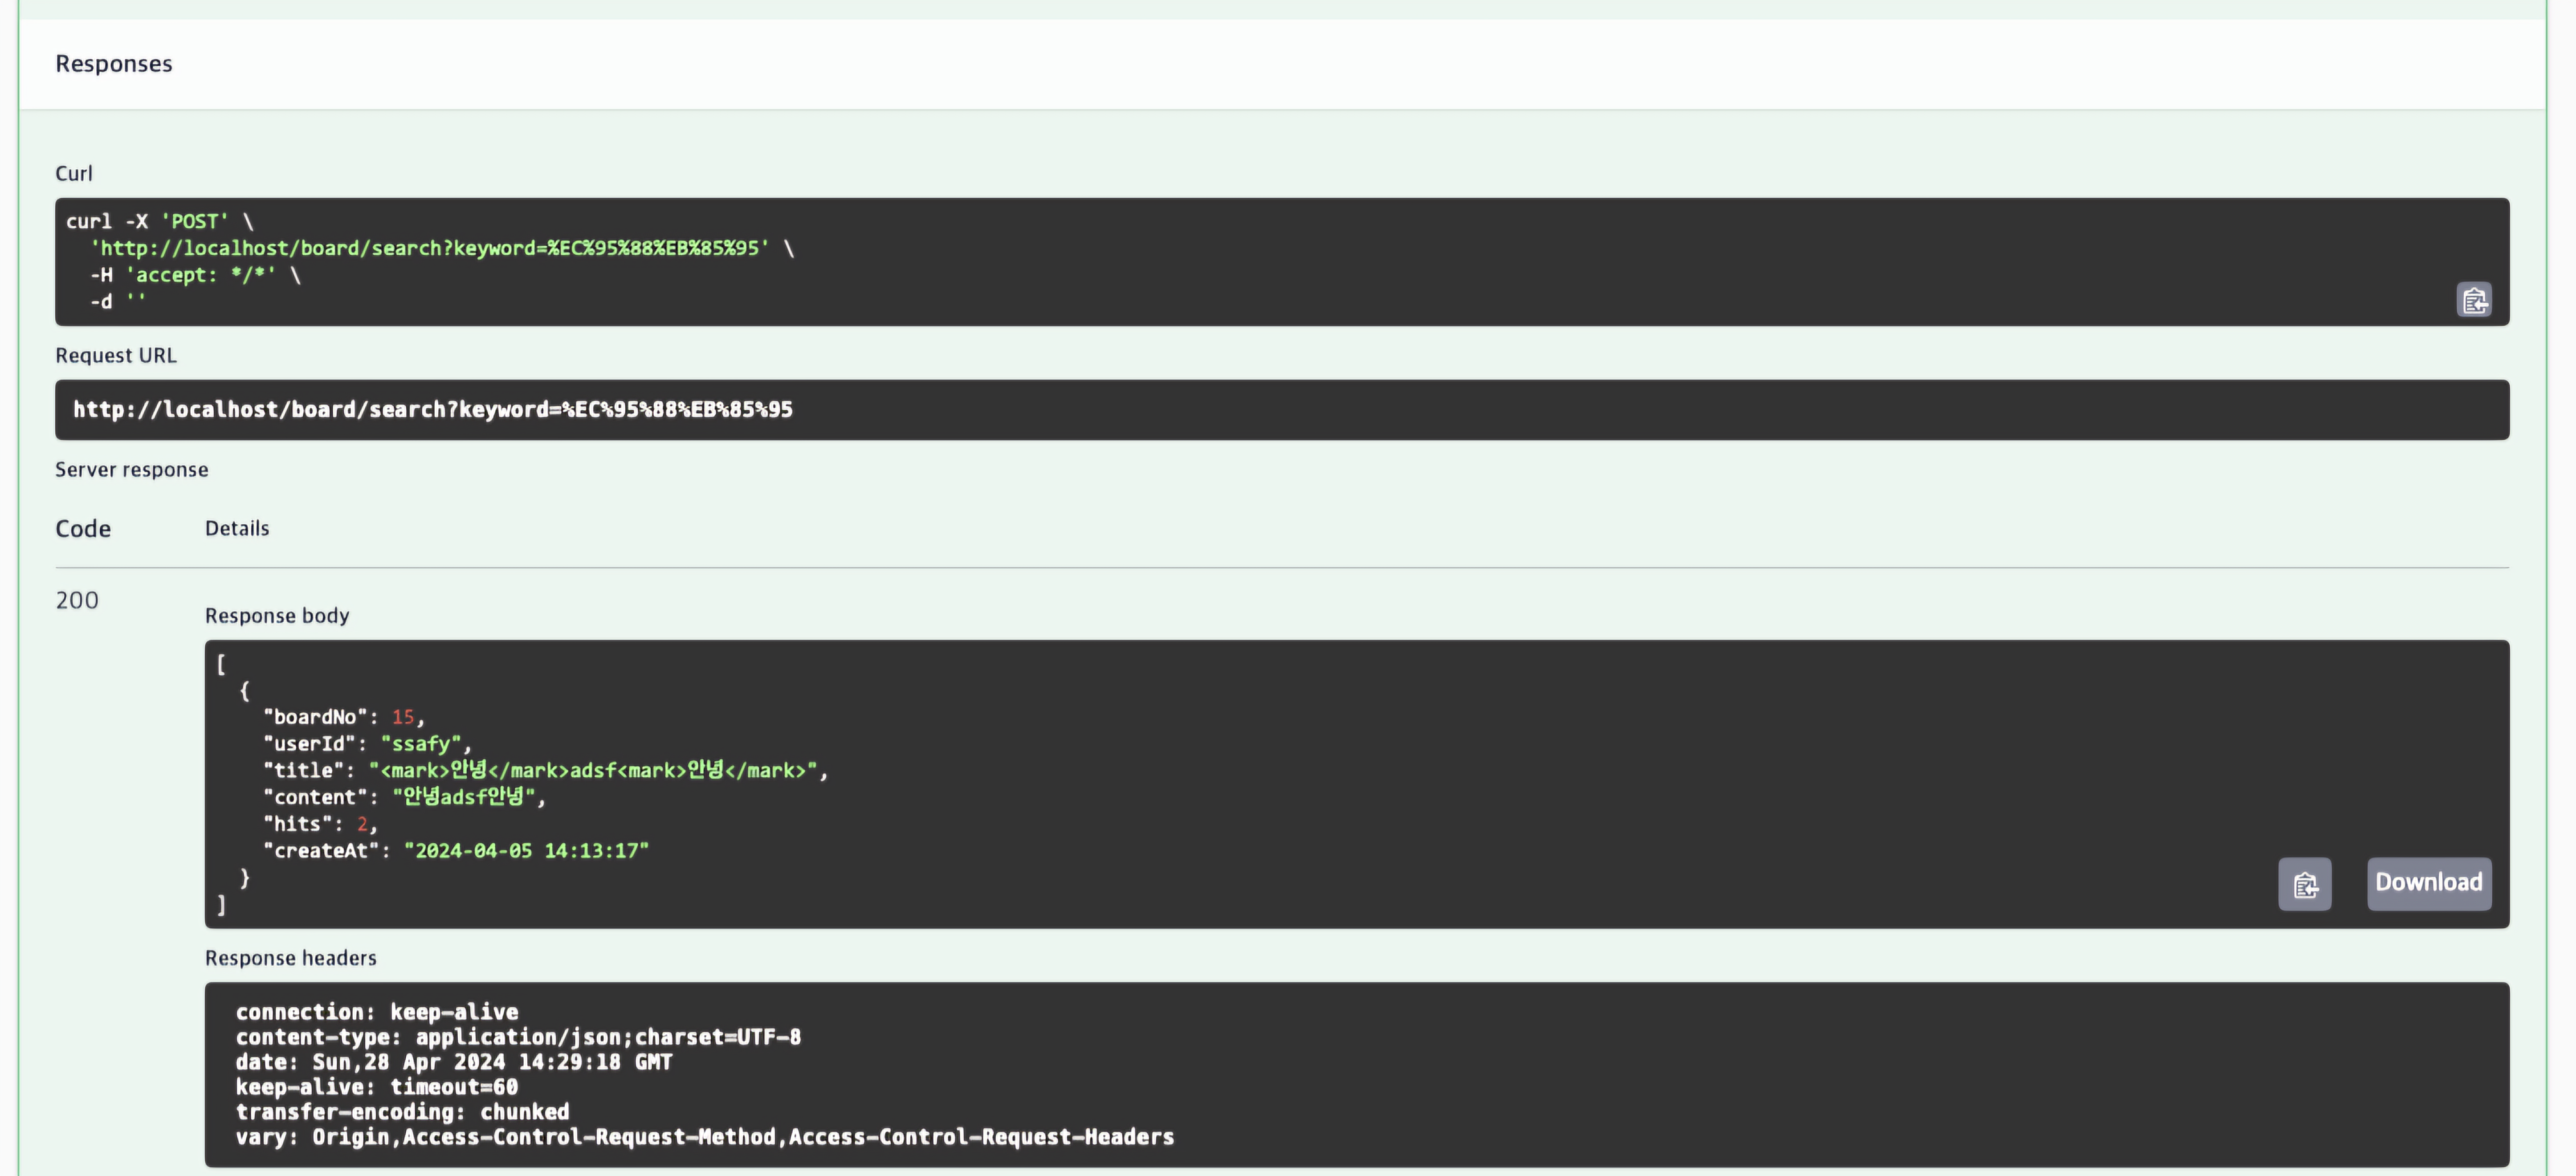 Responses
Curl
curl -X 'POST' \
'http://localhost/board/search?keyword=%EC%95%88%EB%85%95' \
-H 'accept: */*' \
-d ''
Request URL
http://localhost/board/search?keyword=%EC%95%88%EB%85%95
Server response
Code Details
200
Response body
[
{
"boardNo": 15,
"userId": "ssafy",
"title": "<mark>안녕</mark>adsf<mark>안녕</mark>",
"content": "안녕adsf안녕",
"hits": 2,
"createAt": "2024-04-05 14:13:17"
}
]
Download
Response headers
connection: keep-alive
content-type: application/json;charset=UTF-8
date: Sun,28 Apr 2024 14:29:18 GMT
keep-alive: timeout=60
transfer-encoding: chunked
vary: Origin,Access-Control-Request-Method,Access-Control-Request-Headers